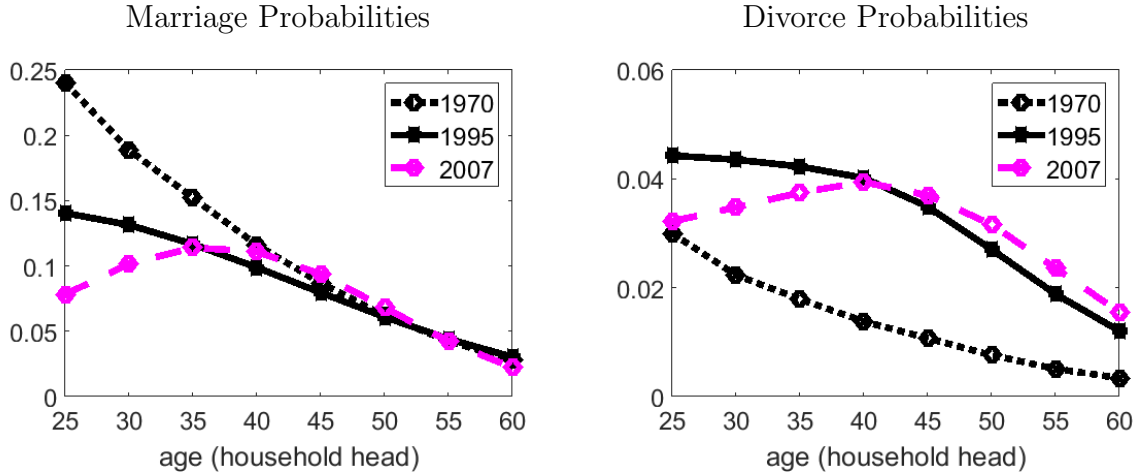 Marriage Probabilities
0.25
0.2
0.15
0.1
0.05
0
1970
1995
2007
25 30 35 40 45 50 55 60
age (household head)
Divorce Probabilities
0.06
0.04
0.02
0
1970
1995
2007
25 30 35 40 45 50 55 60
age (household head)